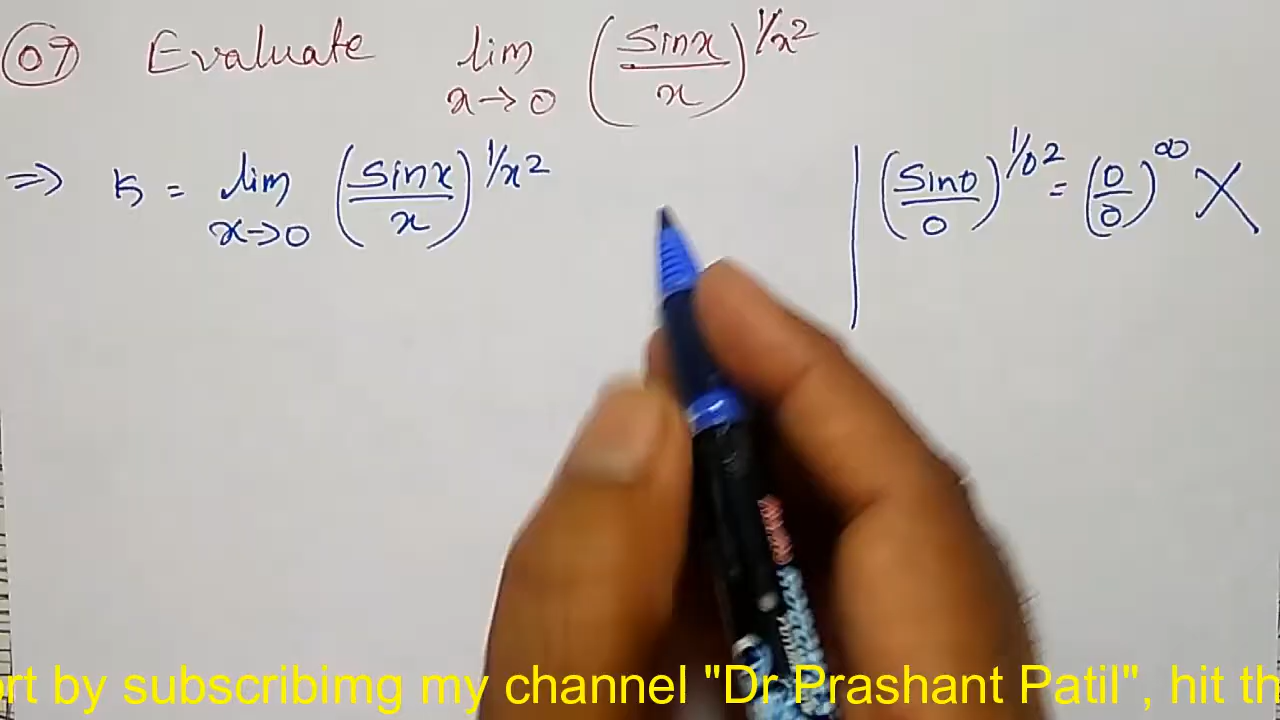 07 Evaluate lim x→0 (sinx/x)^1/x2
⇒ K = lim x→0 (sinx/x)^1/x2
(sin0/0)^1/02 = (0/0)^∞ X
ort by subscribimg my channel "Dr Prashant Patil", hit th